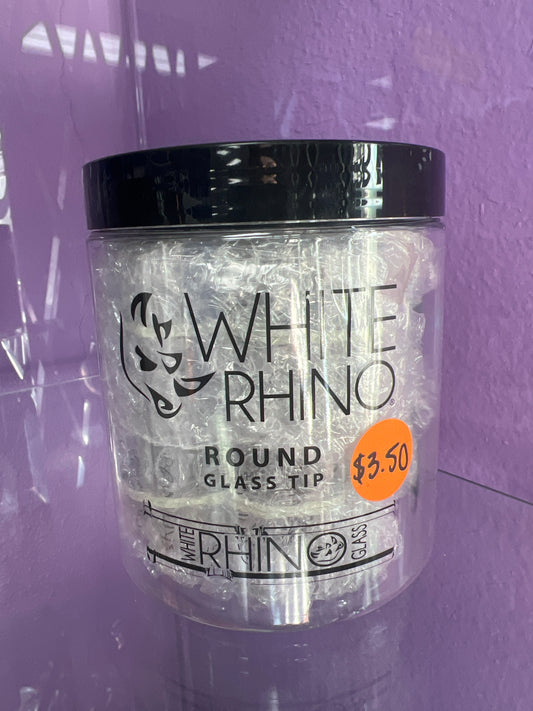 WHITE
RHINO®
ROUND
GLASS TIP
$3.50
WHITE RHINO GLASS